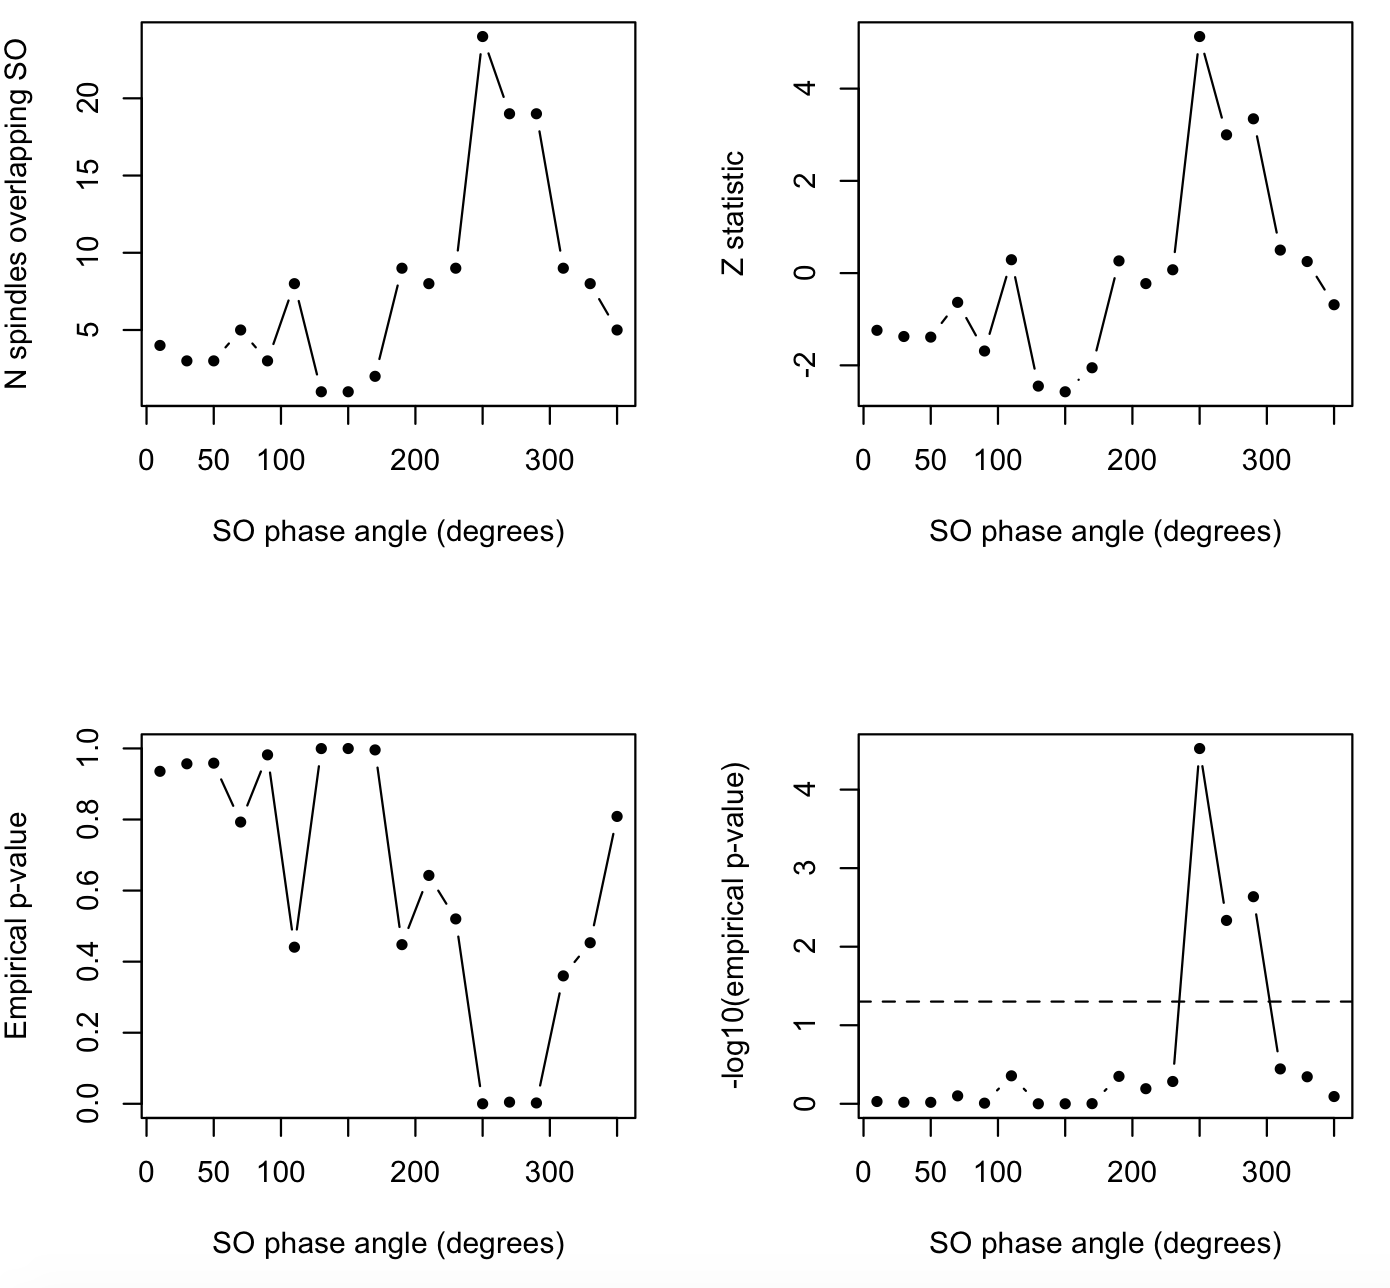 N spindles overlapping SO
20
15
10
5
0 50 100 200 300
SO phase angle (degrees)
Z statistic
4
2
0
-2
0 50 100 200 300
SO phase angle (degrees)
Empirical p-value
1.0
0.8
0.6
0.4
0.2
0.0
0 50 100 200 300
SO phase angle (degrees)
-log10(empirical p-value)
4
3
2
1
0
0 50 100 200 300
SO phase angle (degrees)